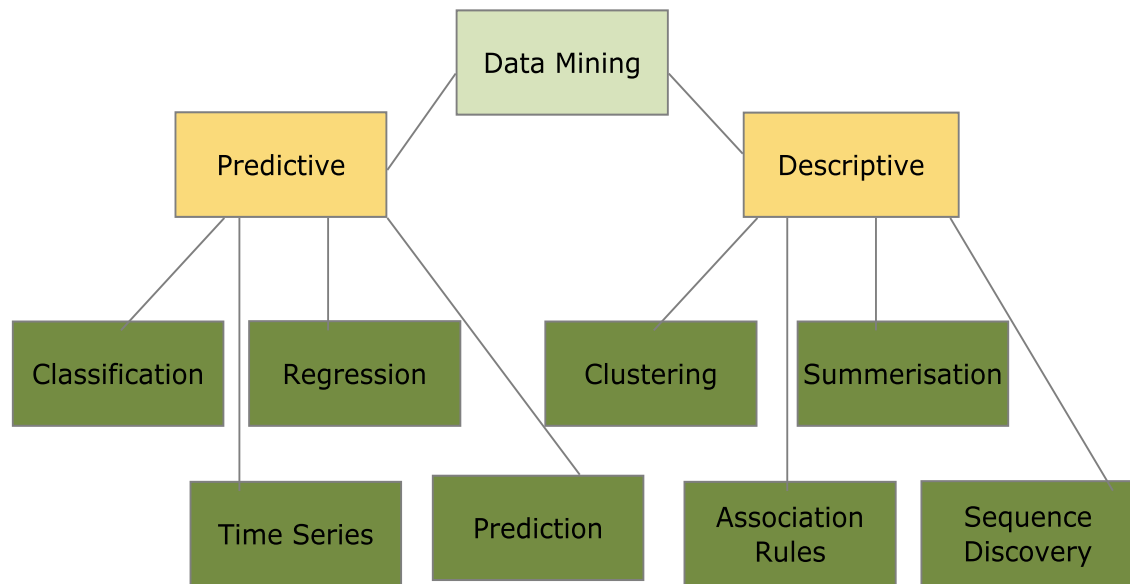 Data Mining
Predictive
Descriptive
Classification
Regression
Clustering
Summerisation
Time Series
Prediction
Association
Rules
Sequence
Discovery